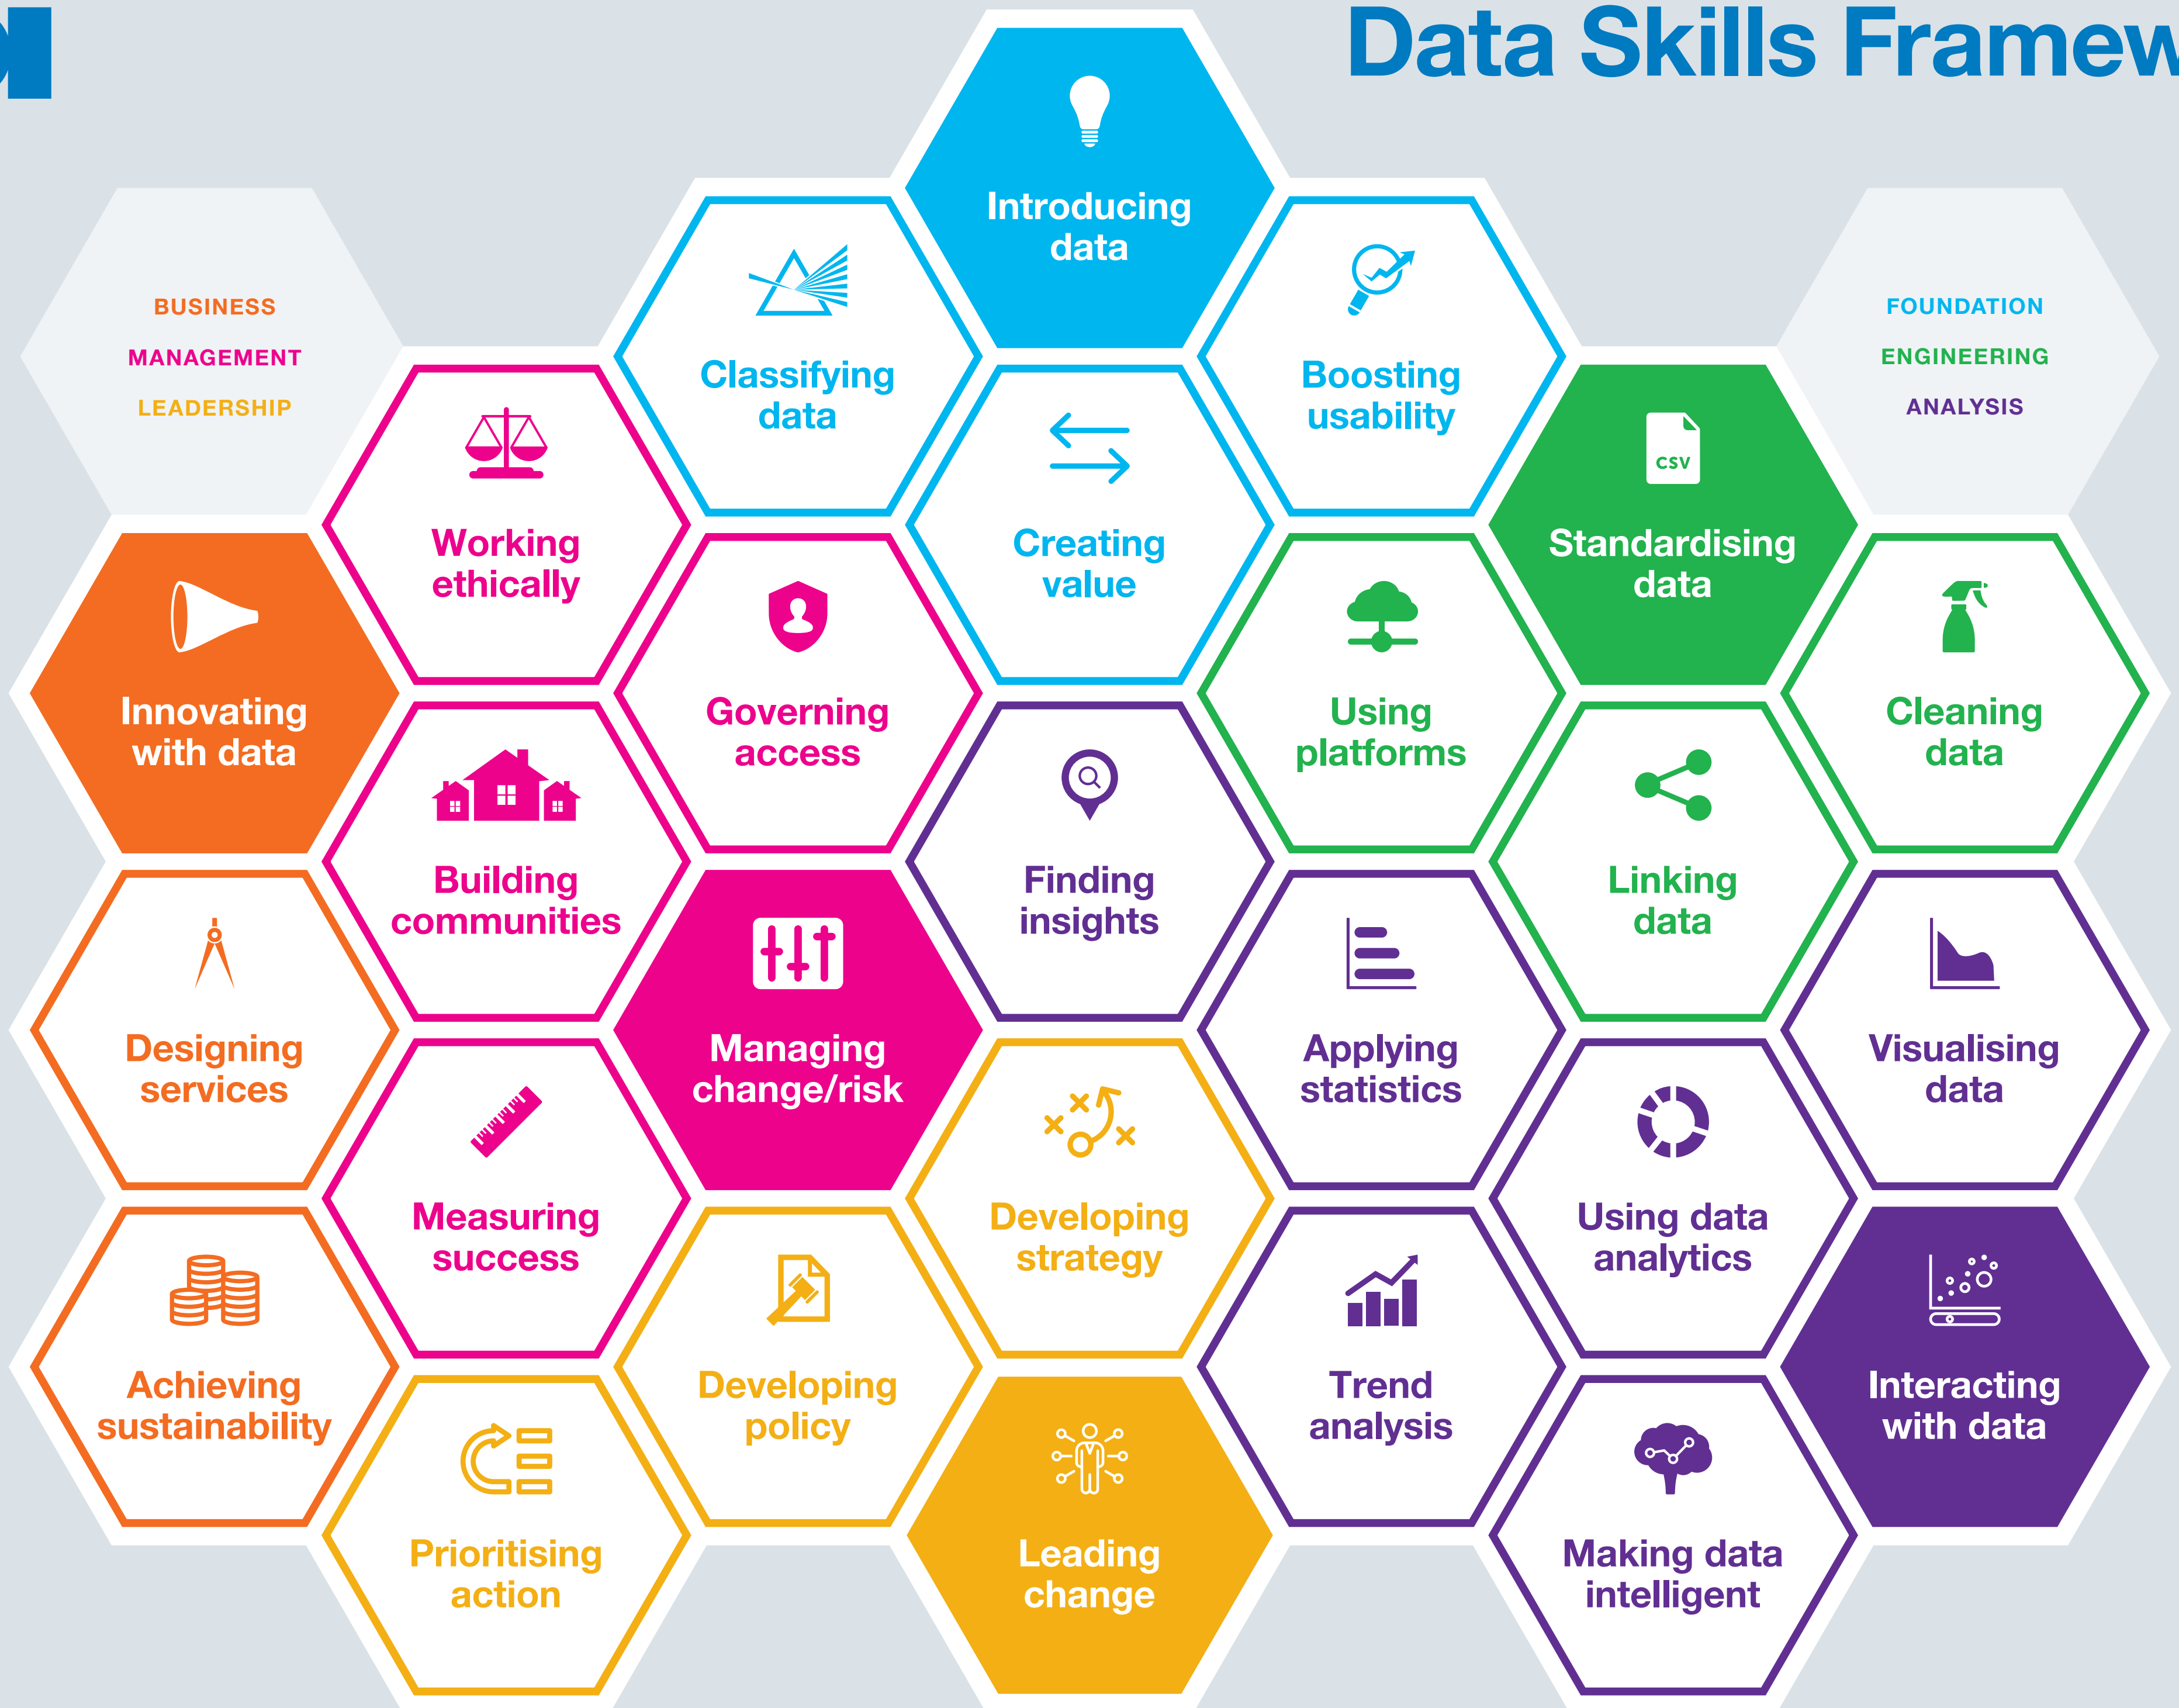 Data Skills Framew
Introducing
data
BUSINESS
MANAGEMENT
LEADERSHIP
Classifying
data
Boosting
usability
FOUNDATION
ENGINEERING
ANALYSIS
Working
ethically
Creating
value
CSV
Standardising
data
Innovating
with data
Governing
access
Using
platforms
Cleaning
data
Building
communities
Finding
insights
Linking
data
Designing
services
Managing
change/risk
Applying
statistics
Visualising
data
Measuring
success
Developing
strategy
Using data
analytics
Achieving
sustainability
Developing
policy
Trend
analysis
Interacting
with data
Prioritising
action
Leading
change
Making data
intelligent